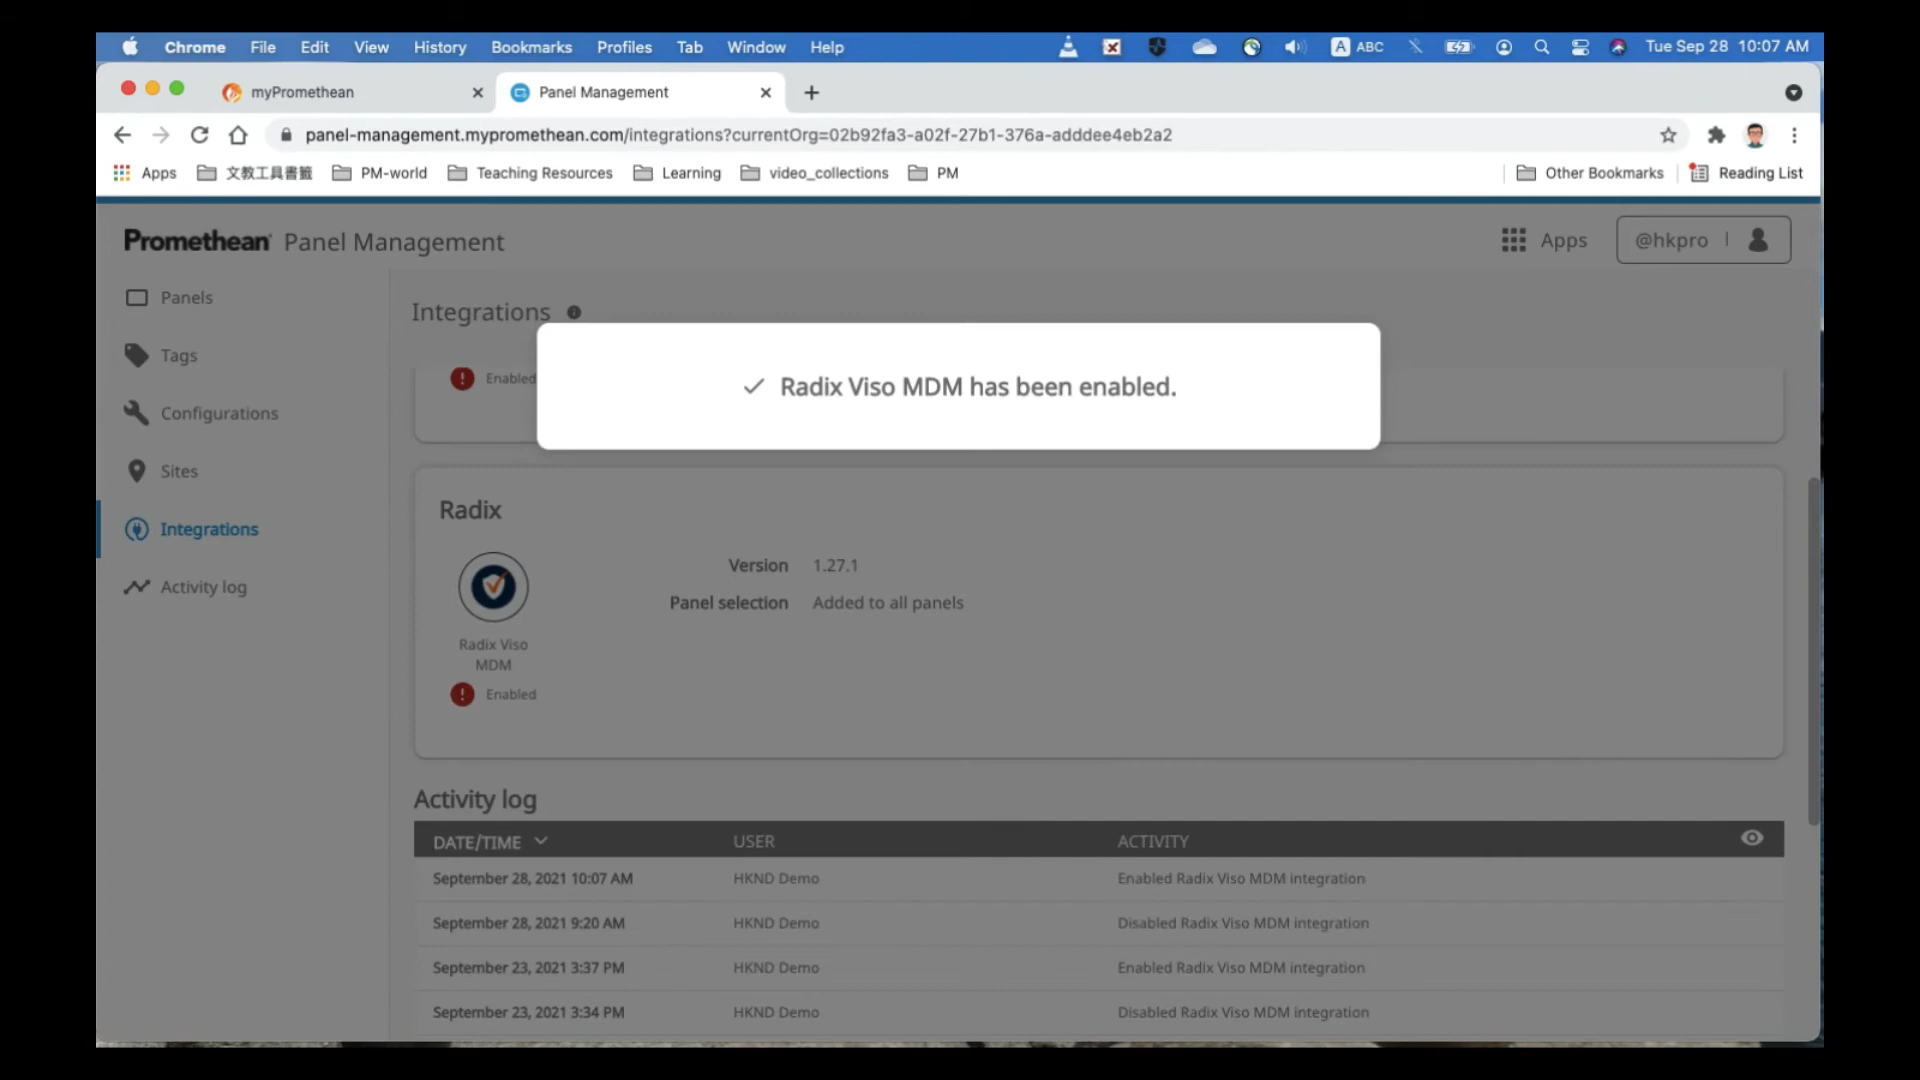 Chrome File Edit View History Bookmarks Profiles Tab Window Help A ABC Tue Sep 28 10:07 AM
myPromethean Panel Management
panel-management.mypromethean.com/integrations?currentOrg=02b92fa3-a02f-27b1-376a-adddee4eb2a2
Apps 文教工具書籤 PM-world Teaching Resources Learning video_collections PM Other Bookmarks Reading List
Promethean Panel Management Apps @hkpro
Panels
Tags
Configurations
Sites
Integrations
Activity log
Integrations
Enabled
Radix Viso MDM has been enabled.
Radix
Version 1.27.1
Panel selection Added to all panels
Radix Viso
MDM
Enabled
Activity log
DATE/TIME USER ACTIVITY
September 28, 2021 10:07 AM HKND Demo Enabled Radix Viso MDM integration
September 28, 2021 9:20 AM HKND Demo Disabled Radix Viso MDM integration
September 23, 2021 3:37 PM HKND Demo Enabled Radix Viso MDM integration
September 23, 2021 3:34 PM HKND Demo Disabled Radix Viso MDM integration